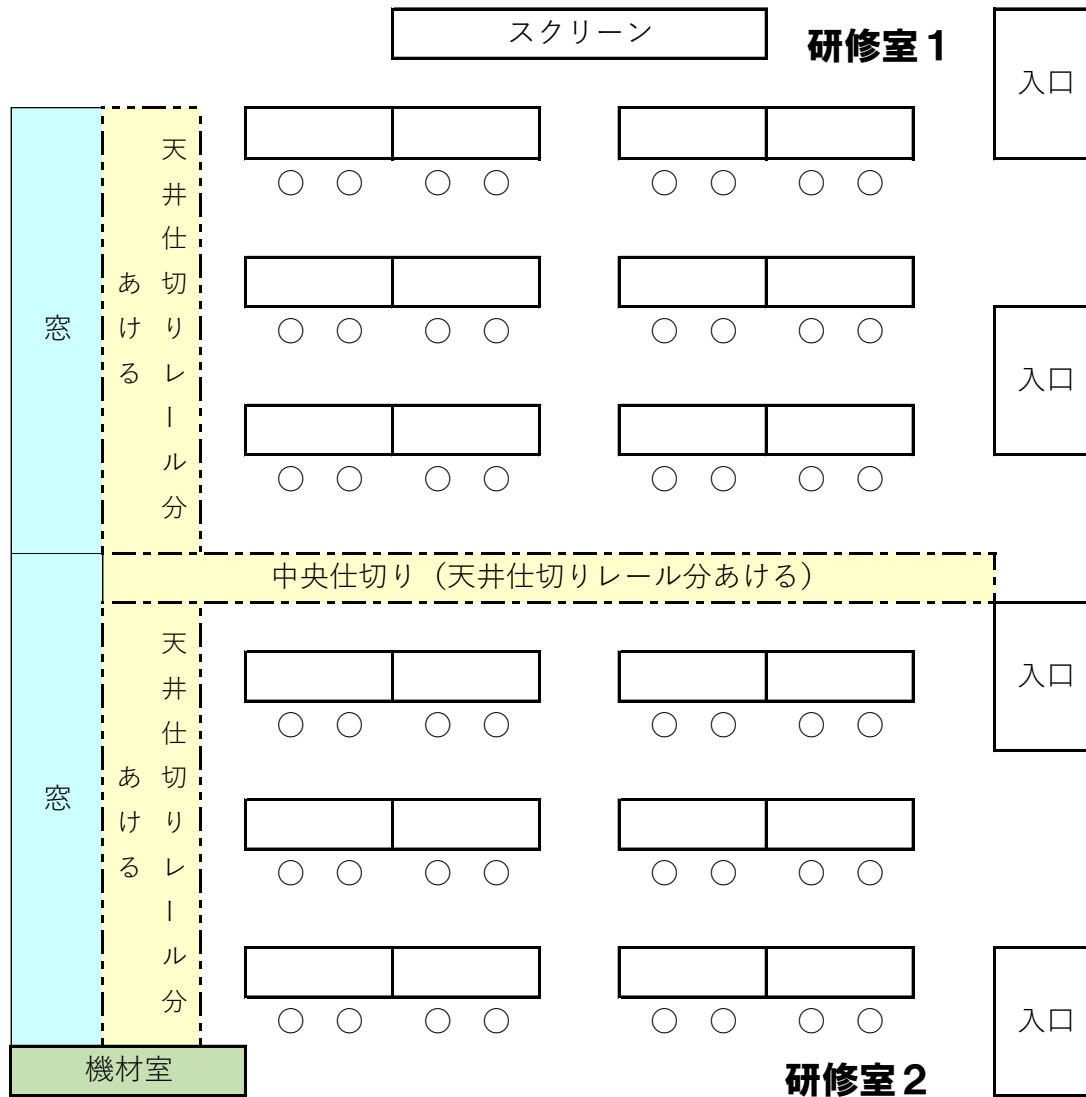 スクリーン
研修室1
入口
天井仕切りレール分
あける
窓
入口
中央仕切り（天井仕切りレール分あける）
天井仕切りレール分
あける
窓
入口
入口
機材室
研修室2